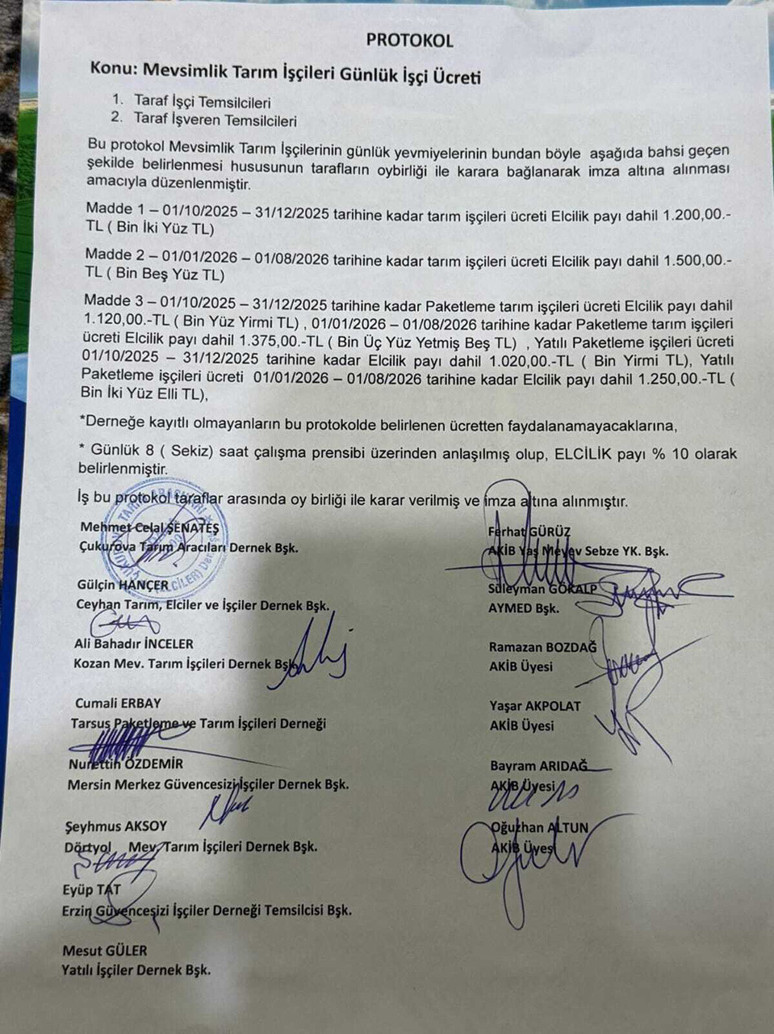 PROTOKOL
Konu: Mevsimlik Tarım İşçileri Günlük İşçi Ücreti
1. Taraf İşçi Temsilcileri
2. Taraf İşveren Temsilcileri
Bu protokol Mevsimlik Tarım İşçilerinin günlük yevmiyelerinin bundan böyle aşağıda bahsi geçen
şekilde belirlenmesi hususunun tarafların oybirliği ile karara bağlanarak imza altına alınması
amacıyla düzenlenmiştir.
Madde 1 – 01/10/2025 – 31/12/2025 tarihine kadar tarım işçileri ücreti Elcilik payı dahil 1.200,00.-
TL ( Bin İki Yüz TL)
Madde 2 – 01/01/2026 – 01/08/2026 tarihine kadar tarım işçileri ücreti Elcilik payı dahil 1.500,00.-
TL ( Bin Beş Yüz TL)
Madde 3 – 01/10/2025 – 31/12/2025 tarihine kadar Paketleme tarım işçileri ücreti Elcilik payı dahil
1.120,00.-TL ( Bin Yüz Yirmi TL) , 01/01/2026 – 01/08/2026 tarihine kadar Paketleme tarım işçileri
ücreti Elcilik payı dahil 1.375,00.-TL ( Bin Üç Yüz Yetmiş Beş TL) , Yatılı Paketleme işçileri ücreti
01/10/2025 – 31/12/2025 tarihine kadar Elcilik payı dahil 1.020,00.-TL ( Bin Yirmi TL), Yatılı
Paketleme işçileri ücreti 01/01/2026 – 01/08/2026 tarihine kadar Elcilik payı dahil 1.250,00.-TL (
Bin İki Yüz Elli TL),
*Derneğe kayıtlı olmayanların bu protokolde belirlenen ücretten faydalanamayacaklarına,
* Günlük 8 ( Sekiz) saat çalışma prensibi üzerinden anlaşılmış olup, ELCİLİK payı % 10 olarak
belirlenmiştir.
İş bu protokol taraflar arasında oy birliği ile karar verilmiş ve imza altına alınmıştır.
Mehmet Celal ŞENATEŞ
Çukurova Tarım Aracıları Dernek Bşk.
Gülçin HANÇER
Ceyhan Tarım, Elciler ve İşçiler Dernek Bşk.
Ali Bahadır İNCELER
Kozan Mev. Tarım İşçileri Dernek Bşk.
Cumali ERBAY
Tarsus Paketleme ve Tarım İşçileri Derneği
Nurettin ÖZDEMİR
Mersin Merkez Güvencesiz İşçiler Dernek Bşk.
Şeyhmus AKSOY
Dörtyol Mev. Tarım İşçileri Dernek Bşk.
Eyüp TAT
Erzin Güvencesizi İşçiler Derneği Temsilcisi Bşk.
Mesut GÜLER
Yatılı İşçiler Dernek Bşk.
Ferhat GÜRÜZ
AKİB Yaş Meyev Sebze YK. Bşk.
Süleyman GÖKALP
AYMED Bşk.
Ramazan BOZDAĞ
AKİB Üyesi
Yaşar AKPOLAT
AKİB Üyesi
Bayram ARIDAĞ
AKİB Üyesi
Oğuzhan ALTUN
AKİB Üyesi